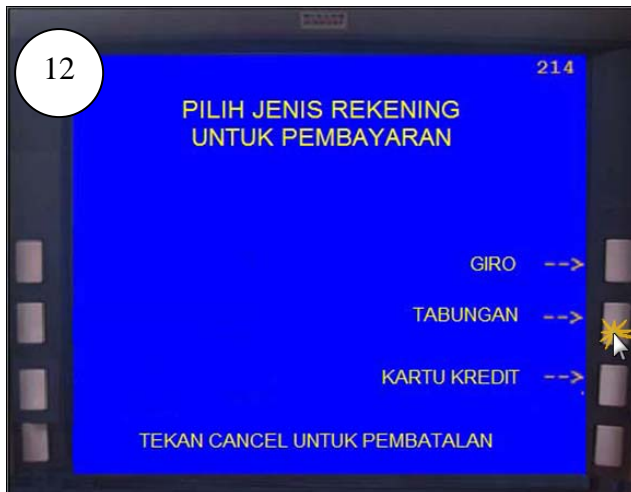 12
214
PILIH JENIS REKENING
UNTUK PEMBAYARAN
GIRO -->
TABUNGAN -->
KARTU KREDIT -->
TEKAN CANCEL UNTUK PEMBATALAN